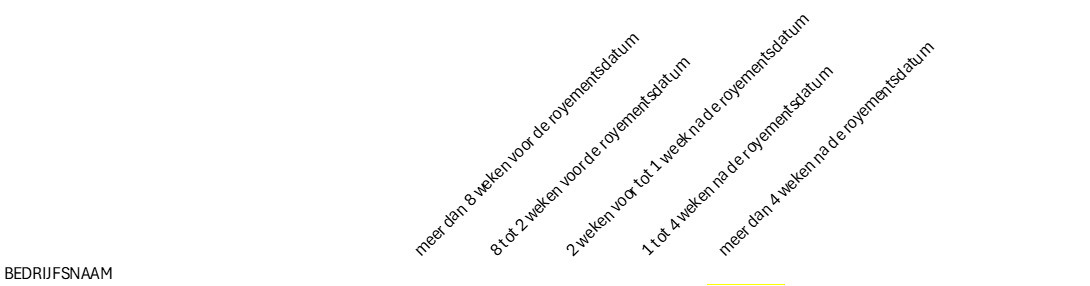 meer dan 8 weken voor de royementsdatum
8 tot 2 weken voor de royementsdatum
2 weken voor tot 1 week na de royementsdatum
1 tot 4 weken na de royementsdatum
meer dan 4 weken na de royementsdatum
BEDRIJFSNAAM